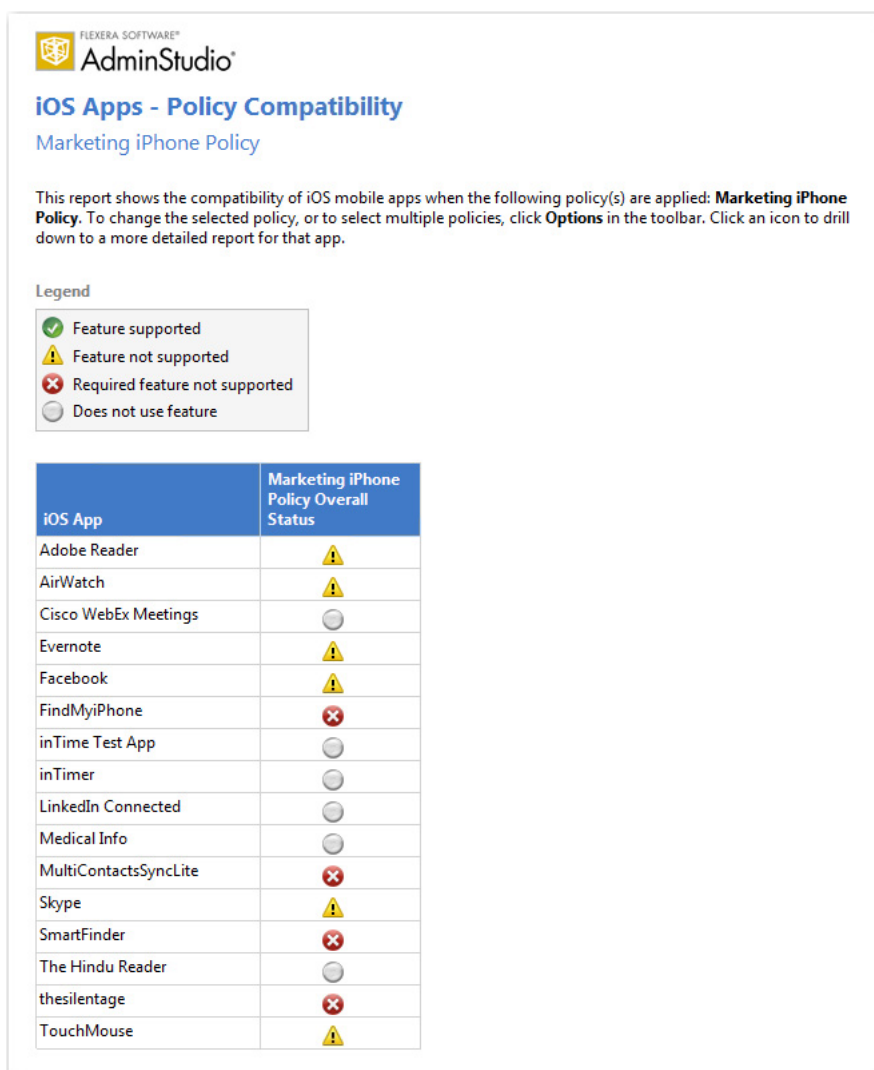 FLEXERA SOFTWARE®
AdminStudio®
iOS Apps - Policy Compatibility
Marketing iPhone Policy
This report shows the compatibility of iOS mobile apps when the following policy(s) are applied: Marketing iPhone
Policy. To change the selected policy, or to select multiple policies, click Options in the toolbar. Click an icon to drill
down to a more detailed report for that app.
Legend
Feature supported
Feature not supported
Required feature not supported
Does not use feature
iOS App
Marketing iPhone
Policy Overall
Status
Adobe Reader
AirWatch
Cisco WebEx Meetings
Evernote
Facebook
FindMyiPhone
inTime Test App
inTimer
LinkedIn Connected
Medical Info
MultiContactsSyncLite
Skype
SmartFinder
The Hindu Reader
thesilentage
TouchMouse